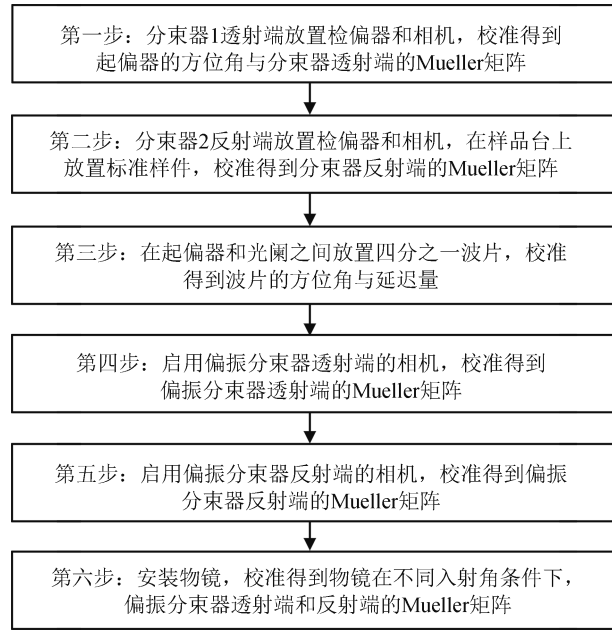 第一步：分束器1透射端放置检偏器和相机，校准得到
起偏器的方位角与分束器透射端的Mueller矩阵
第二步：分束器2反射端放置检偏器和相机，在样品台上
放置标准样件，校准得到分束器反射端的Mueller矩阵
第三步：在起偏器和光阑之间放置四分之一波片，校准
得到波片的方位角与延迟量
第四步：启用偏振分束器透射端的相机，校准得到
偏振分束器透射端的Mueller矩阵
第五步：启用偏振分束器反射端的相机，校准得到偏振
分束器反射端的Mueller矩阵
第六步：安装物镜，校准得到物镜在不同入射角条件下，
偏振分束器透射端和反射端的Mueller矩阵